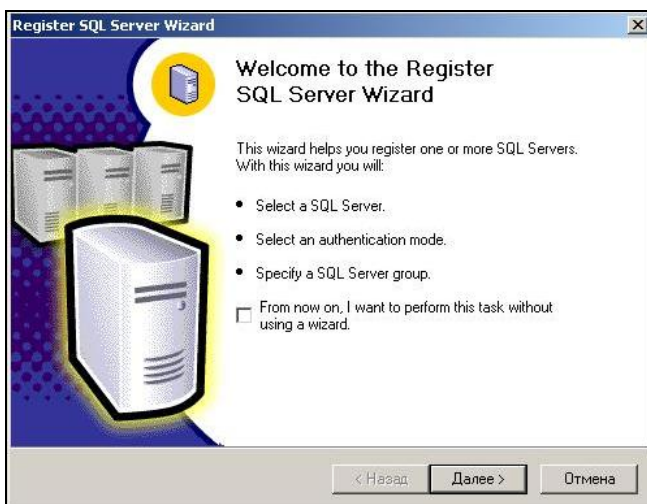 Register SQL Server Wizard
Welcome to the Register
SQL Server Wizard
This wizard helps you register one or more SQL Servers.
With this wizard you will:
• Select a SQL Server.
• Select an authentication mode.
• Specify a SQL Server group.
From now on, I want to perform this task without
using a wizard.
< Назад Далее > Отмена